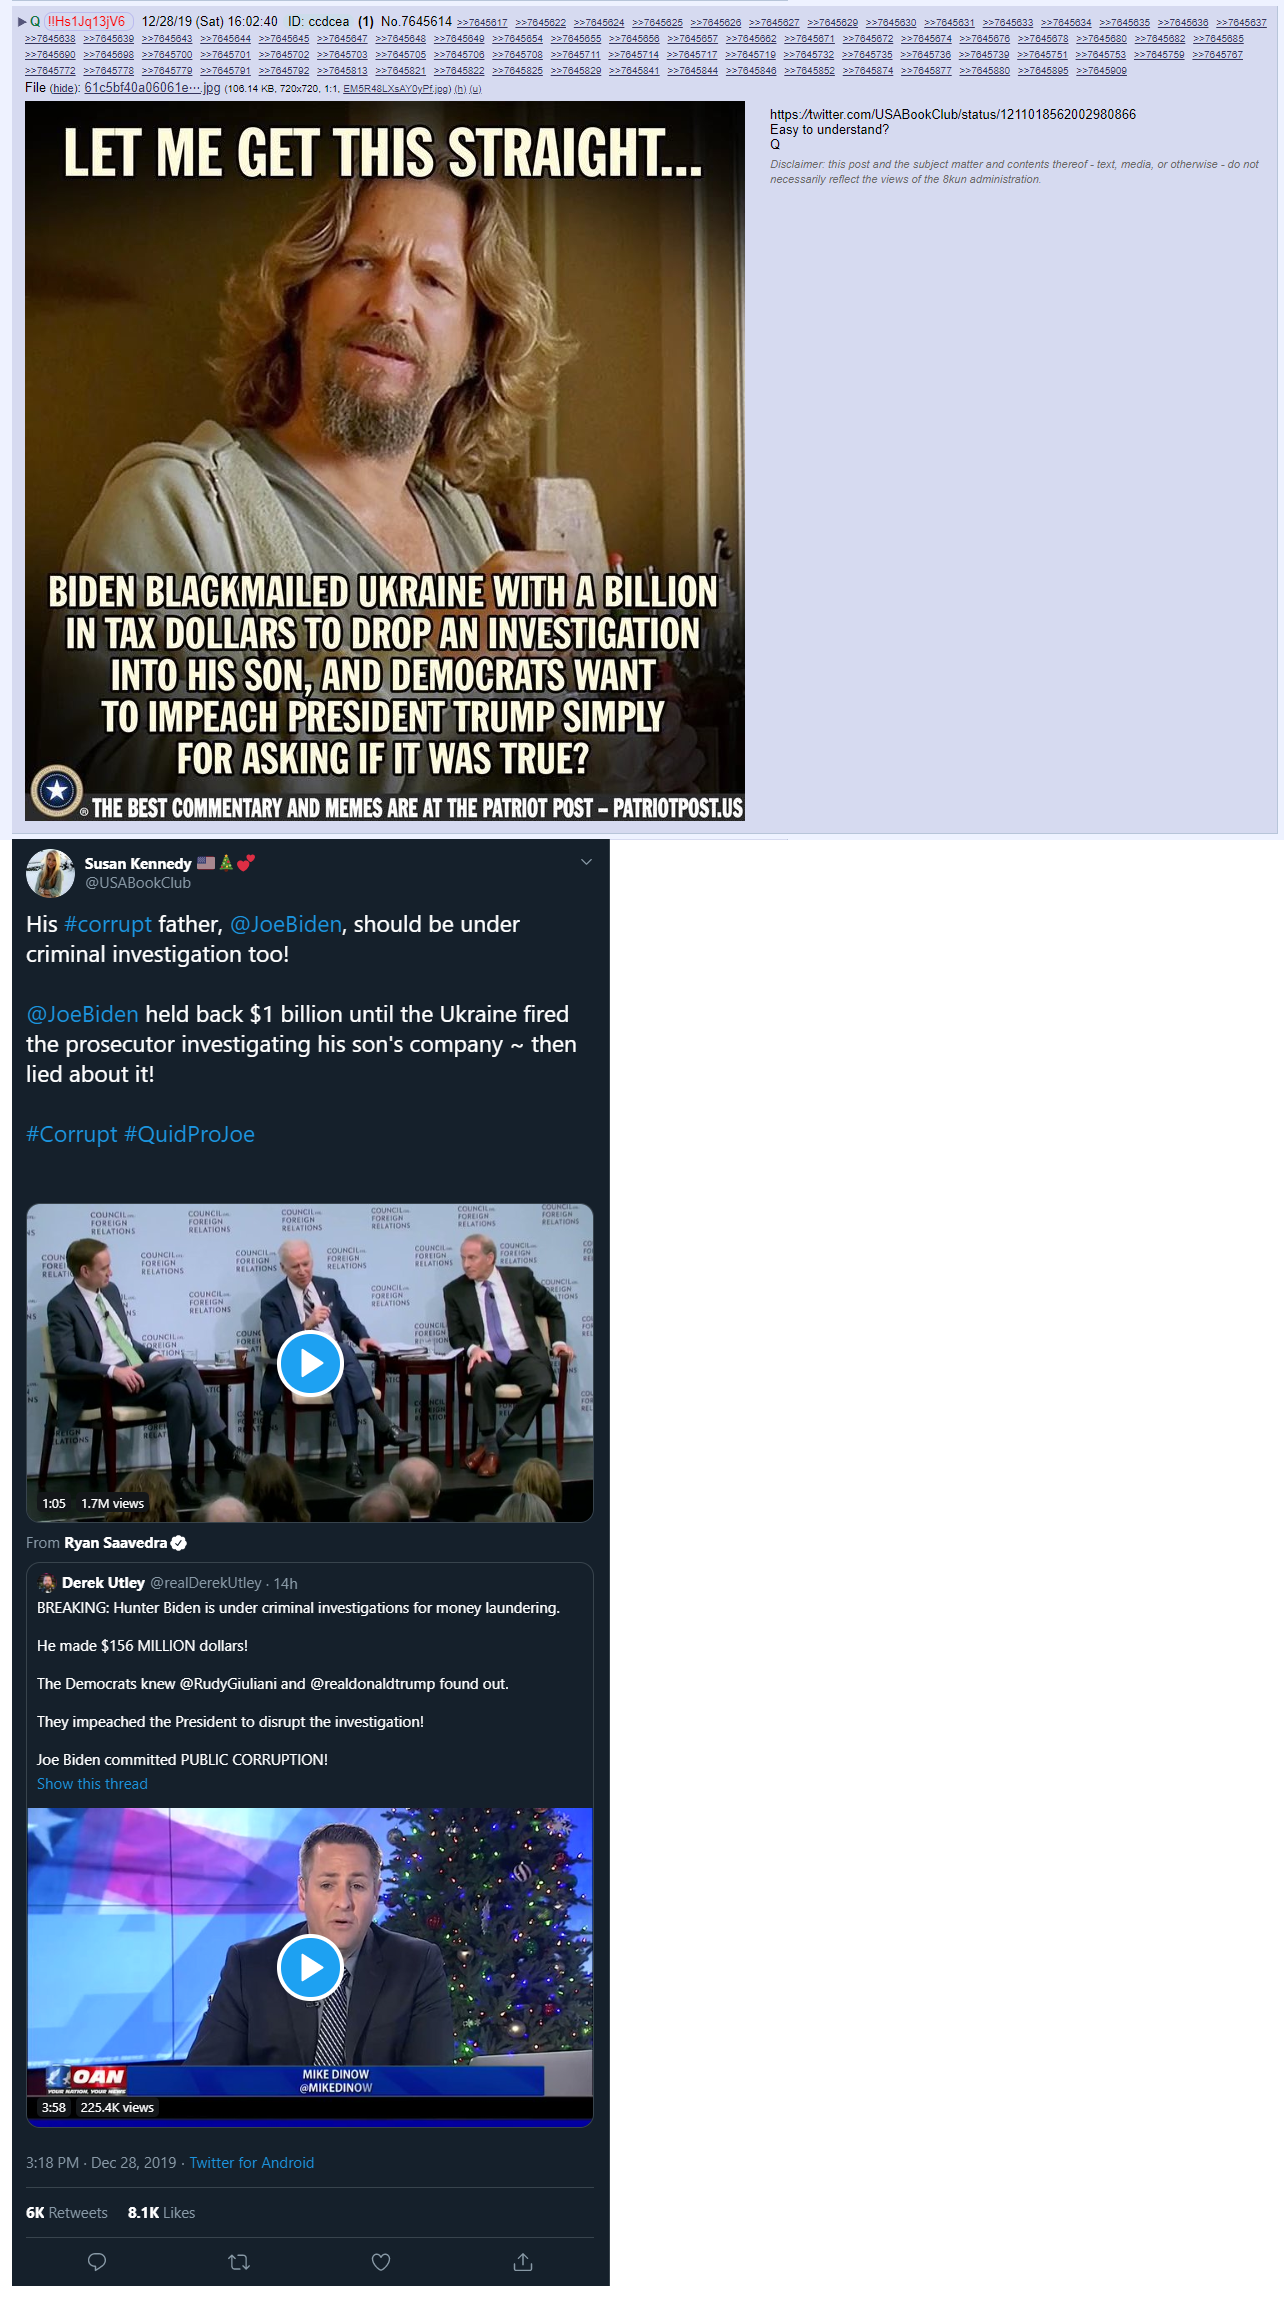 ▶ Q !!Hs1Jq13jV6 12/28/19 (Sat) 16:02:40 ID: ccdcea (1) No.7645614 >>7645617 >>7645622 >>7645624 >>7645625 >>7645626 >>7645627 >>7645629 >>7645630 >>7645631 >>7645633 >>7645634 >>7645635 >>7645636 >>7645637
>>7645638 >>7645639 >>7645643 >>7645644 >>7645645 >>7645647 >>7645648 >>7645649 >>7645654 >>7645655 >>7645656 >>7645657 >>7645662 >>7645671 >>7645672 >>7645674 >>7645676 >>7645678 >>7645680 >>7645682 >>7645685
>>7645690 >>7645698 >>7645700 >>7645701 >>7645702 >>7645703 >>7645705 >>7645706 >>7645708 >>7645711 >>7645714 >>7645717 >>7645719 >>7645732 >>7645735 >>7645736 >>7645739 >>7645751 >>7645753 >>7645759 >>7645767
>>7645772 >>7645778 >>7645779 >>7645791 >>7645792 >>7645813 >>7645821 >>7645822 >>7645825 >>7645829 >>7645841 >>7645844 >>7645846 >>7645852 >>7645874 >>7645877 >>7645880 >>7645895 >>7645909
File (hide): 61c5bf40a06061e⋯.jpg (106.14 KB, 720x720, 1:1, EM5R48LXsAY0yPf.jpg) (h) (u)
LET ME GET THIS STRAIGHT...
BIDEN BLACKMAILED UKRAINE WITH A BILLION
IN TAX DOLLARS TO DROP AN INVESTIGATION
INTO HIS SON, AND DEMOCRATS WANT
TO IMPEACH PRESIDENT TRUMP SIMPLY
FOR ASKING IF IT WAS TRUE?
® THE BEST COMMENTARY AND MEMES ARE AT THE PATRIOT POST – PATRIOTPOST.US
https://twitter.com/USABookClub/status/1211018562002980866
Easy to understand?
Q
Disclaimer: this post and the subject matter and contents thereof - text, media, or otherwise - do not
necessarily reflect the views of the 8kun administration.
Susan Kennedy 🇺🇸🎄💕
@USABookClub
His #corrupt father, @JoeBiden, should be under
criminal investigation too!
@JoeBiden held back $1 billion until the Ukraine fired
the prosecutor investigating his son's company ~ then
lied about it!
#Corrupt #QuidProJoe
COUNCIL on FOREIGN RELATIONS
1:05 1.7M views
From Ryan Saavedra
Derek Utley @realDerekUtley · 14h
BREAKING: Hunter Biden is under criminal investigations for money laundering.
He made $156 MILLION dollars!
The Democrats knew @RudyGiuliani and @realdonaldtrump found out.
They impeached the President to disrupt the investigation!
Joe Biden committed PUBLIC CORRUPTION!
Show this thread
OAN
YOUR NATION. YOUR NEWS
MIKE DINOW
@MIKEDINOW
3:58 225.4K views
3:18 PM · Dec 28, 2019 · Twitter for Android
6K Retweets 8.1K Likes